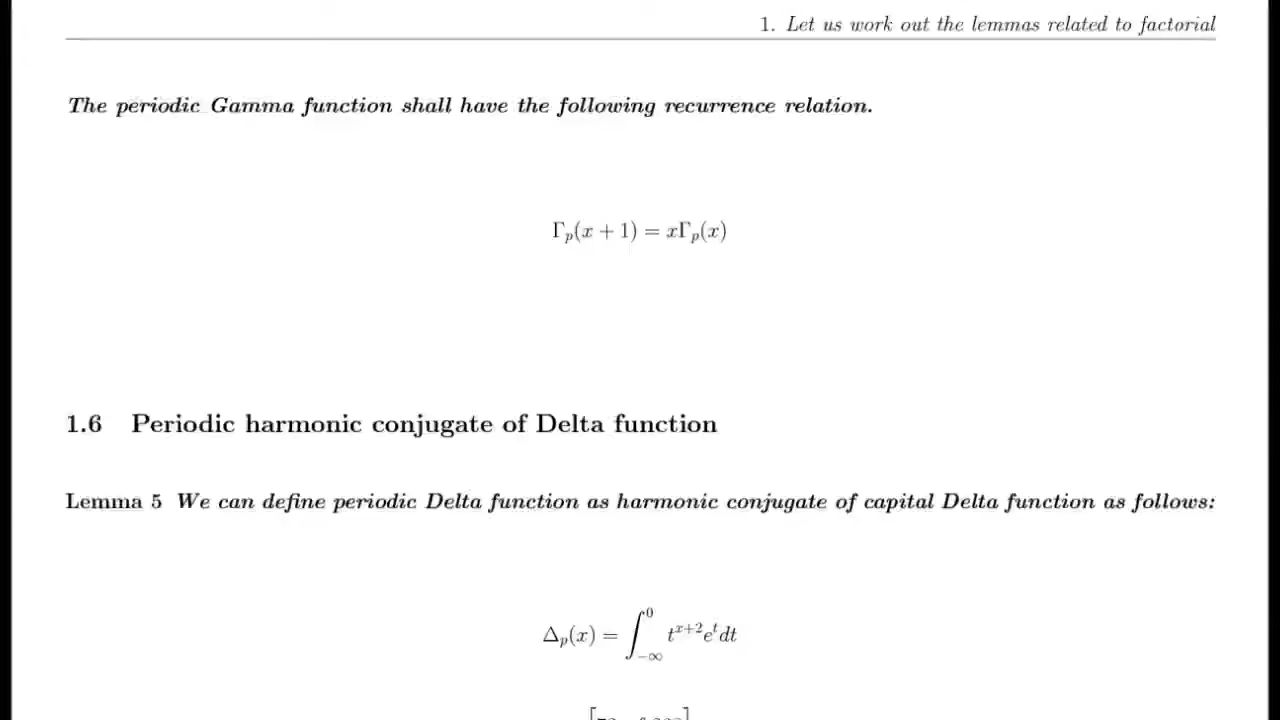 1. Let us work out the lemmas related to factorial
The periodic Gamma function shall have the following recurrence relation.
Γₚ(x + 1) = xΓₚ(x)
1.6 Periodic harmonic conjugate of Delta function
Lemma 5 We can define periodic Delta function as harmonic conjugate of capital Delta function as follows:
Δₚ(x) = ∫_{-∞}^{0} t^{x+2}e^{t}dt